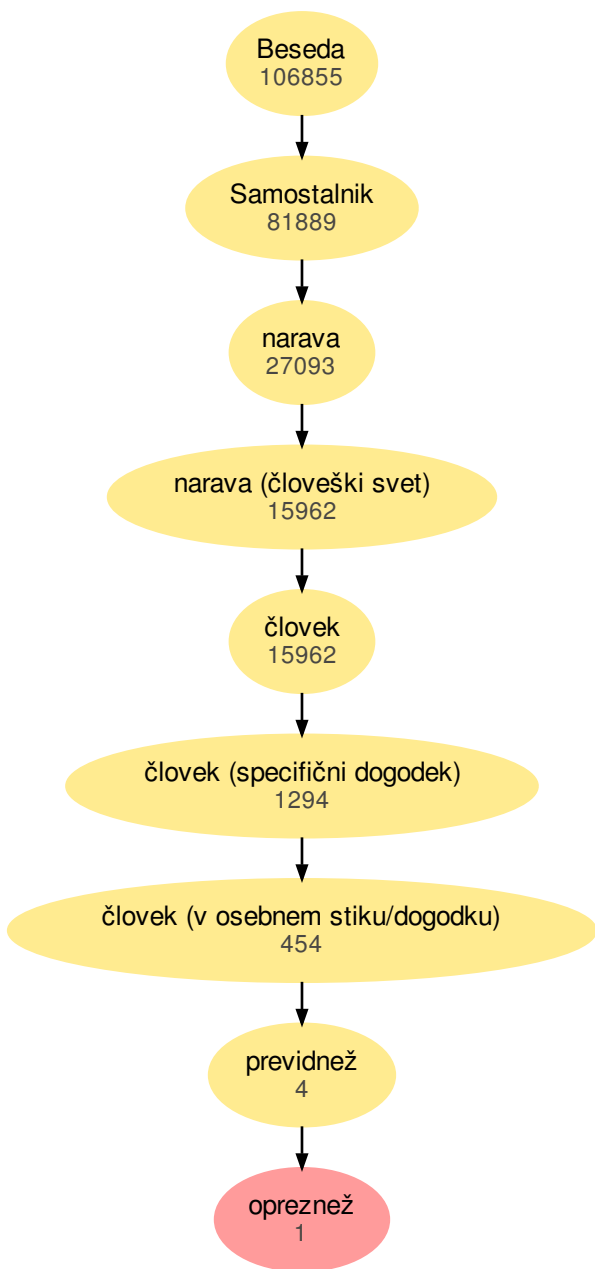 Beseda
106855
Samostalnik
81889
narava
27093
narava (človeški svet)
15962
človek
15962
človek (specifični dogodek)
1294
človek (v osebnem stiku/dogodku)
454
previdnež
4
opreznež
1